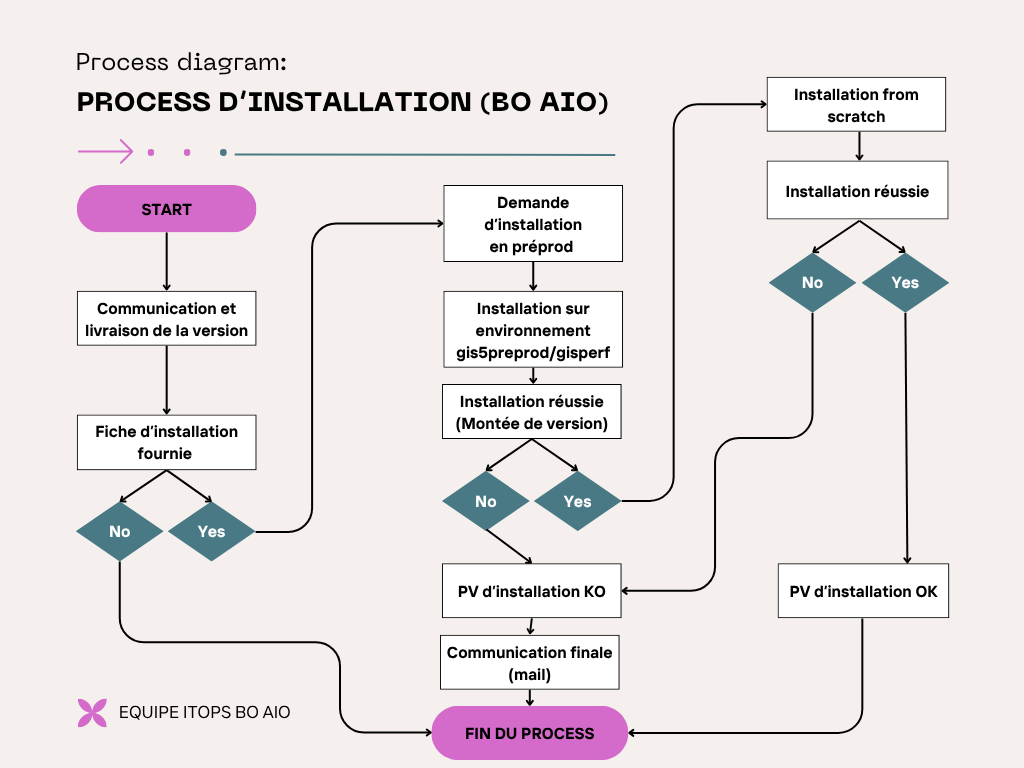 Process diagram:
PROCESS D'INSTALLATION (BO AIO)
START
Communication et
livraison de la version
Fiche d'installation
fournie
No
Yes
Demande
d'installation
en préprod
Installation sur
environnement
gis5preprod/gisperf
Installation réussie
(Montée de version)
No
Yes
PV d'installation KO
Communication finale
(mail)
FIN DU PROCESS
Installation from
scratch
Installation réussie
No
Yes
PV d'installation OK
EQUIPE ITOPS BO AIO